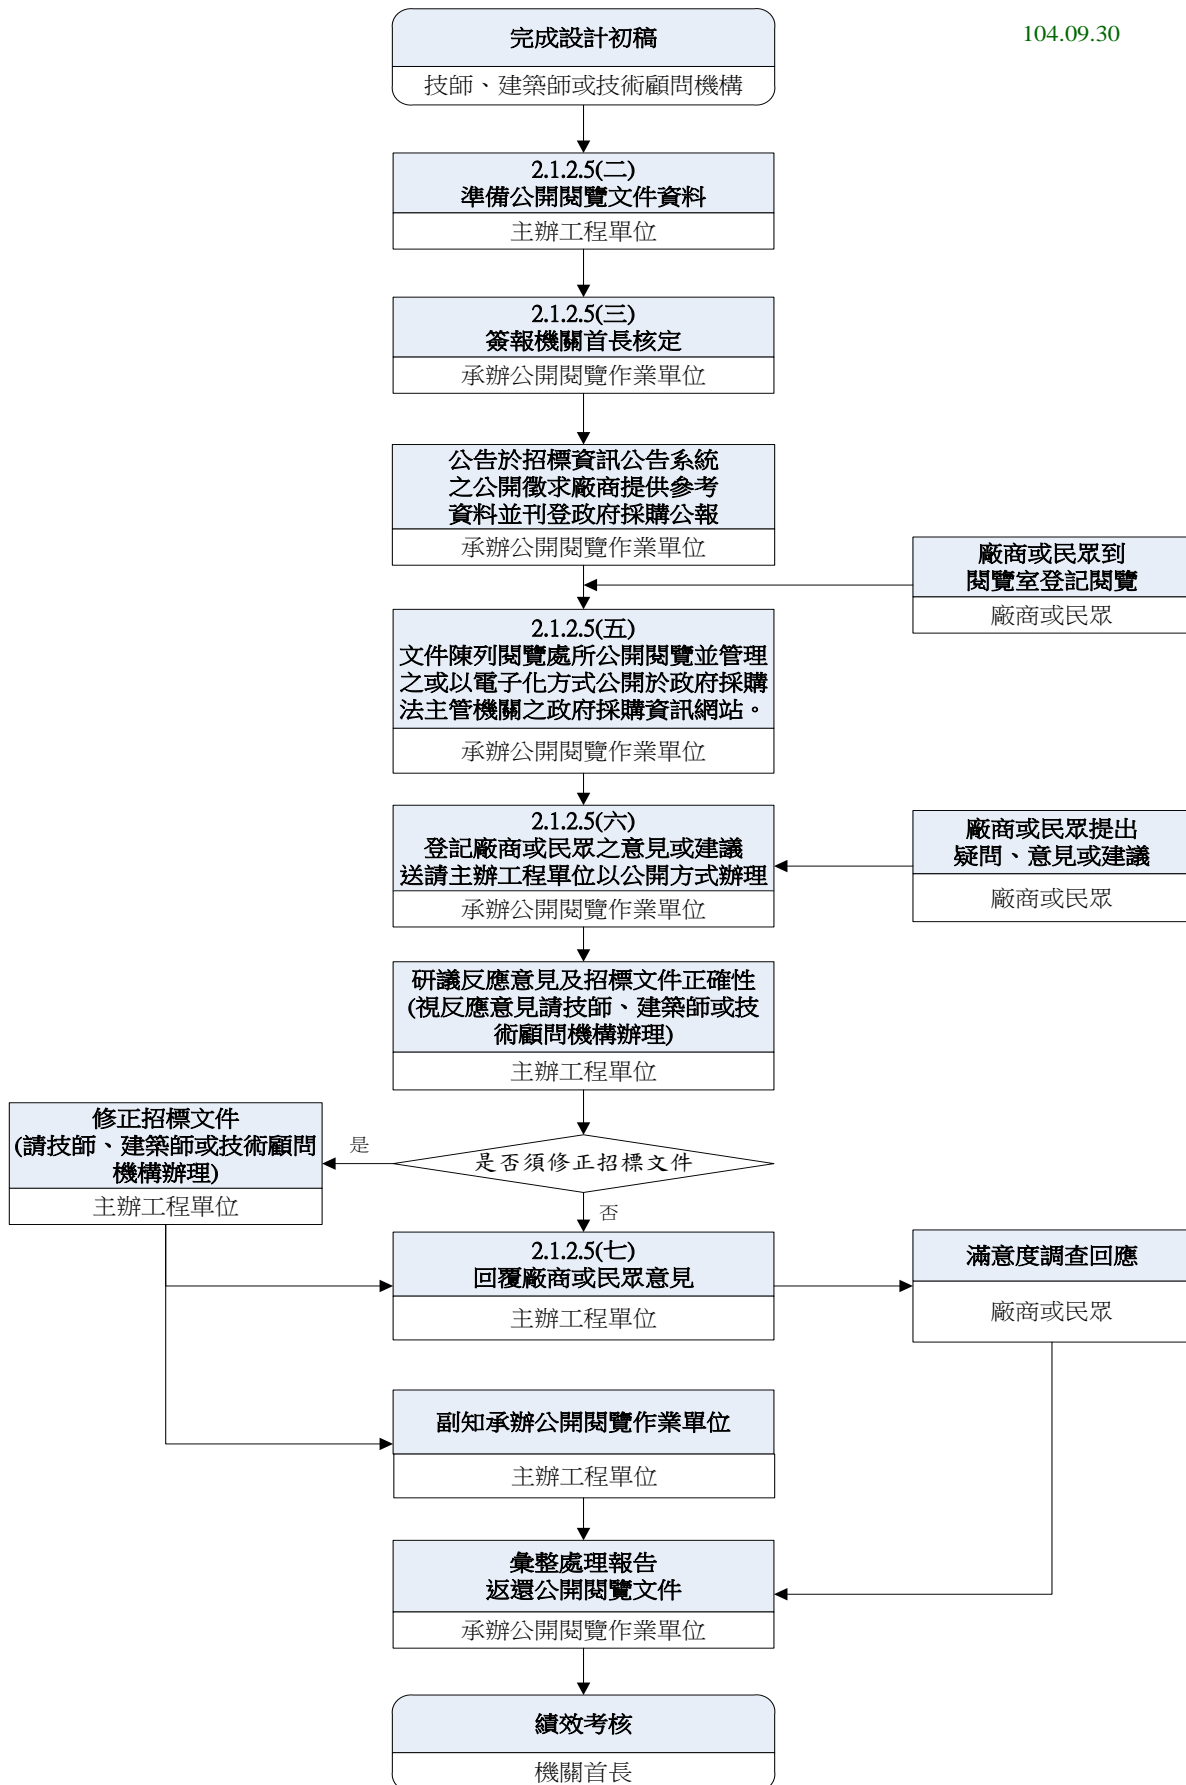 104.09.30
完成設計初稿
技師、建築師或技術顧問機構
2.1.2.5(二)
準備公開閱覽文件資料
主辦工程單位
2.1.2.5(三)
簽報機關首長核定
承辦公開閱覽作業單位
公告於招標資訊公告系統
之公開徵求廠商提供參考
資料並刊登政府採購公報
承辦公開閱覽作業單位
廠商或民眾到
閱覽室登記閱覽
廠商或民眾
2.1.2.5(五)
文件陳列閱覽處所公開閱覽並管理
之或以電子化方式公開於政府採購
法主管機關之政府採購資訊網站。
承辦公開閱覽作業單位
2.1.2.5(六)
登記廠商或民眾之意見或建議
送請主辦工程單位以公開方式辦理
承辦公開閱覽作業單位
廠商或民眾提出
疑問、意見或建議
廠商或民眾
研議反應意見及招標文件正確性
(視反應意見請技師、建築師或技
術顧問機構辦理)
主辦工程單位
是否須修正招標文件
是
否
修正招標文件
(請技師、建築師或技術顧問
機構辦理)
主辦工程單位
2.1.2.5(七)
回覆廠商或民眾意見
主辦工程單位
滿意度調查回應
廠商或民眾
副知承辦公開閱覽作業單位
主辦工程單位
彙整處理報告
返還公開閱覽文件
承辦公開閱覽作業單位
績效考核
機關首長